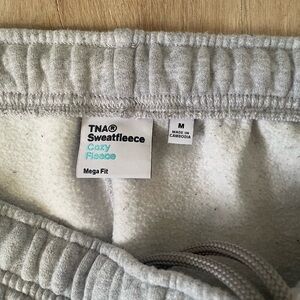 TNA®
Sweatfleece
Cozy
Fleece
Mega Fit
M
MADE IN
CAMBODIA